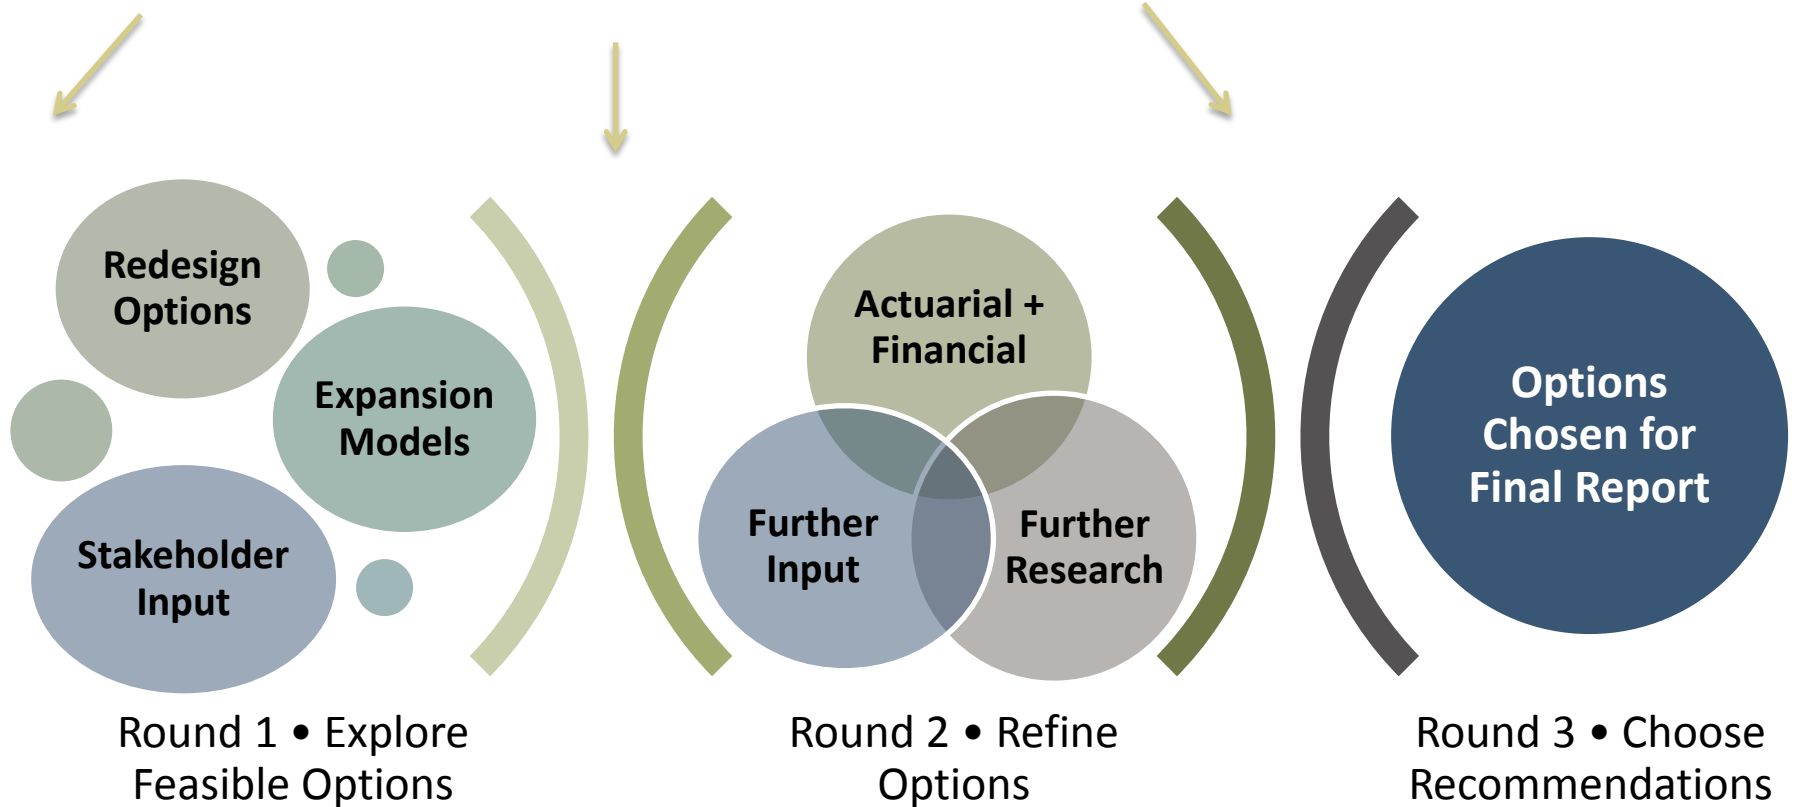 Redesign
Options
Expansion
Models
Stakeholder
Input
Round 1 • Explore
Feasible Options
Actuarial +
Financial
Further
Input
Further
Research
Round 2 • Refine
Options
Options
Chosen for
Final Report
Round 3 • Choose
Recommendations